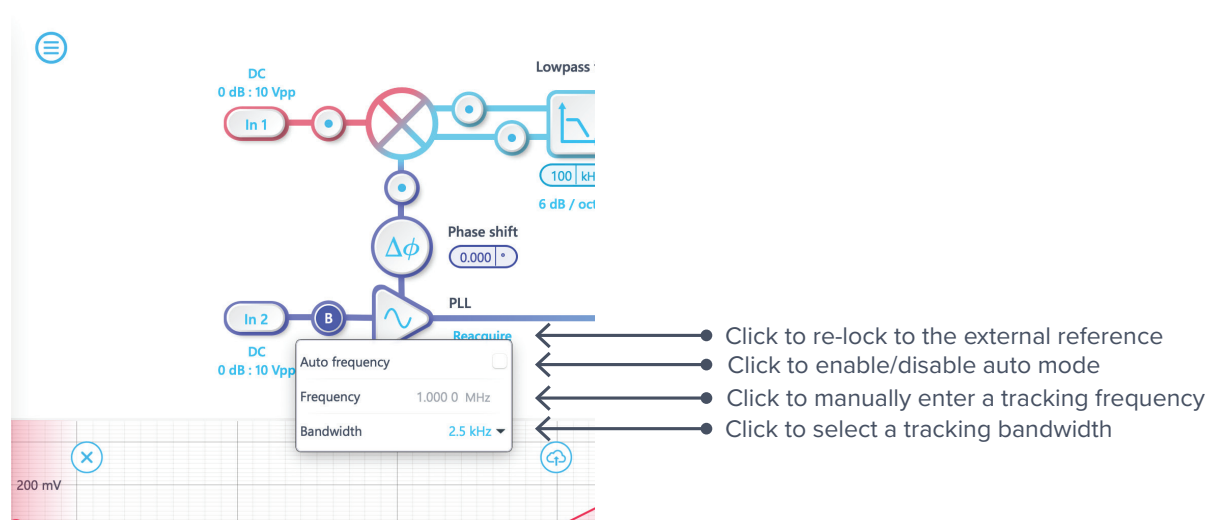 Lowpass
DC
0 dB : 10 Vpp
In 1
100 kH
6 dB / oct
Phase shift
Δϕ
0.000 °
PLL
In 2
B
Reacquire
Click to re-lock to the external reference
DC
0 dB : 10 Vpp
Auto frequency
Click to enable/disable auto mode
Frequency 1.000 0 MHz
Click to manually enter a tracking frequency
Bandwidth 2.5 kHz
Click to select a tracking bandwidth
200 mV